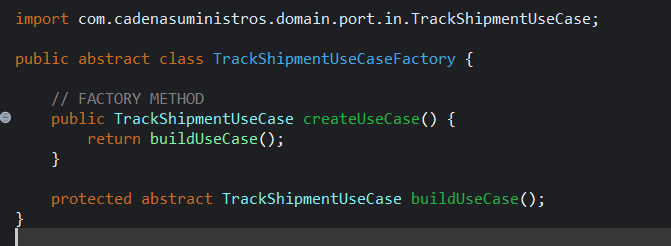 import com.cadenasuministros.domain.port.in.TrackShipmentUseCase;
public abstract class TrackShipmentUseCaseFactory {
// FACTORY METHOD
public TrackShipmentUseCase createUseCase() {
return buildUseCase();
}
protected abstract TrackShipmentUseCase buildUseCase();
}